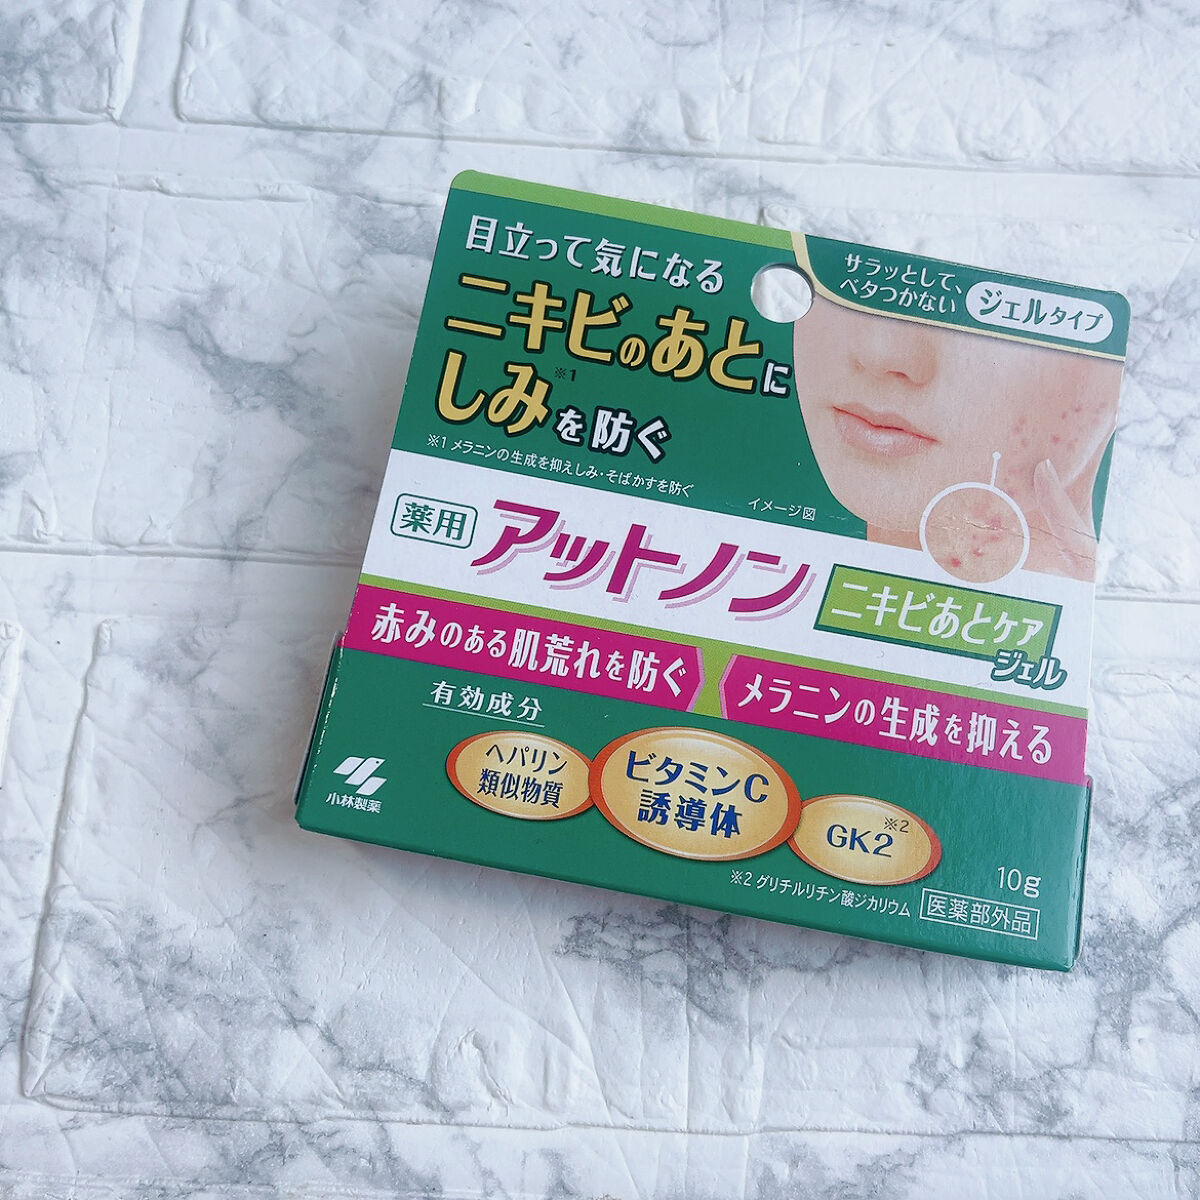 目立って気になる
ニキビのあとに
しみ※1を防ぐ
※1 メラニンの生成を抑えしみ・そばかすを防ぐ
サラッとして、
ベタつかない
ジェルタイプ
イメージ図
薬用
アットノン
ニキビあとケア
ジェル
赤みのある肌荒れを防ぐ
メラニンの生成を抑える
有効成分
ヘパリン
類似物質
ビタミンC
誘導体
GK2※2
小林製薬
※2 グリチルリチン酸ジカリウム
10g
医薬部外品